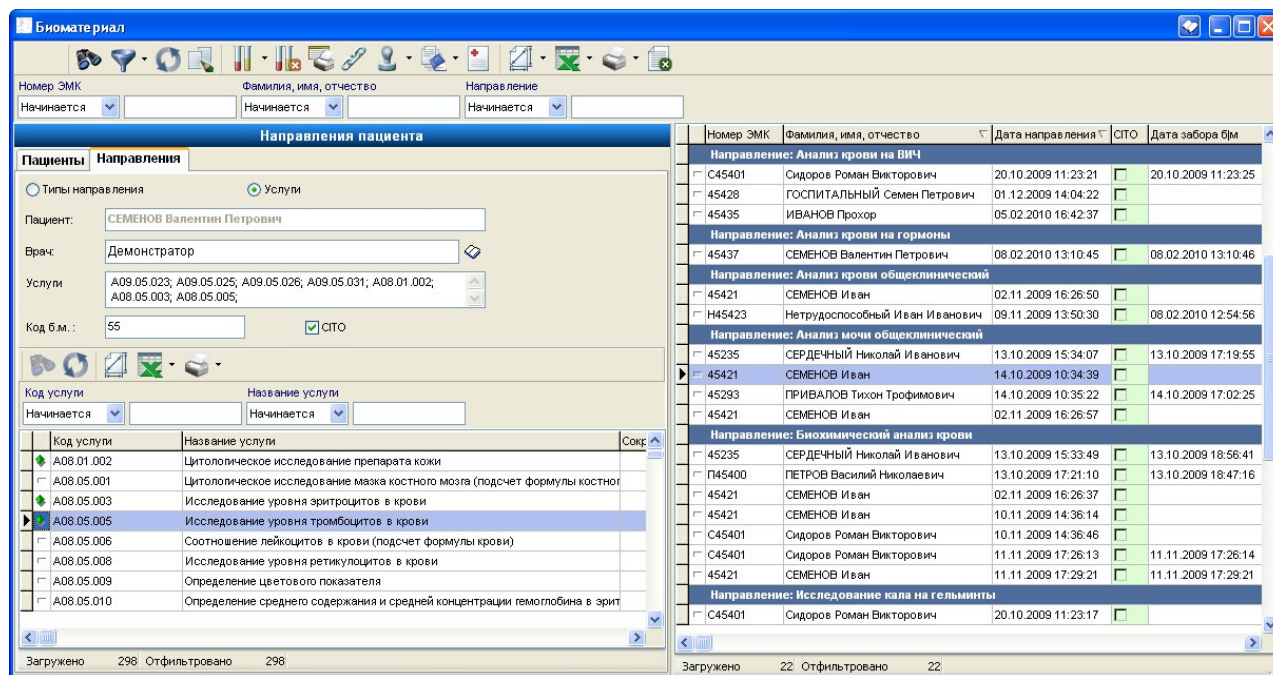 Биоматериал
Номер ЭМК Фамилия, имя, отчество Направление
Начинается Начинается Начинается
Направления пациента
Пациенты Направления
Типы направления Услуги
Пациент: СЕМЕНОВ Валентин Петрович
Врач: Демонстратор
Услуги A09.05.023; A09.05.025; A09.05.026; A09.05.031; A08.01.002;
A08.05.003; A08.05.005;
Код б.м.: 55 CITO
Код услуги Название услуги
Начинается Начинается
Код услуги Название услуги Сокр
A08.01.002 Цитологическое исследование препарата кожи
A08.05.001 Цитологическое исследование мазка костного мозга (подсчет формулы костног
A08.05.003 Исследование уровня эритроцитов в крови
A08.05.005 Исследование уровня тромбоцитов в крови
A08.05.006 Соотношение лейкоцитов в крови (подсчет формулы крови)
A08.05.008 Исследование уровня ретикулоцитов в крови
A08.05.009 Определение цветового показателя
A08.05.010 Определение среднего содержания и средней концентрации гемоглобина в эрит
Загружено 298 Отфильтровано 298
Номер ЭМК Фамилия, имя, отчество Дата направления CITO Дата забора б|м
Направление: Анализ крови на ВИЧ
С45401 Сидоров Роман Викторович 20.10.2009 11:23:21 20.10.2009 11:23:25
45428 ГОСПИТАЛЬНЫЙ Семен Петрович 01.12.2009 14:04:22
45435 ИВАНОВ Прохор 05.02.2010 16:42:37
Направление: Анализ крови на гормоны
45437 СЕМЕНОВ Валентин Петрович 08.02.2010 13:10:45 08.02.2010 13:10:46
Направление: Анализ крови общеклинический
45421 СЕМЕНОВ Иван 02.11.2009 16:26:50
Н45423 Нетрудоспособный Иван Иванович 09.11.2009 13:50:30 08.02.2010 12:54:56
Направление: Анализ мочи общеклинический
45235 СЕРДЕЧНЫЙ Николай Иванович 13.10.2009 15:34:07 13.10.2009 17:19:55
45421 СЕМЕНОВ Иван 14.10.2009 10:34:39
45293 ПРИВАЛОВ Тихон Трофимович 14.10.2009 10:35:22 14.10.2009 17:02:25
45421 СЕМЕНОВ Иван 02.11.2009 16:26:57
Направление: Биохимический анализ крови
45235 СЕРДЕЧНЫЙ Николай Иванович 13.10.2009 15:33:49 13.10.2009 18:56:41
П45400 ПЕТРОВ Василий Николаевич 13.10.2009 17:21:10 13.10.2009 18:47:16
45421 СЕМЕНОВ Иван 02.11.2009 16:26:37
45421 СЕМЕНОВ Иван 10.11.2009 14:36:14
С45401 Сидоров Роман Викторович 10.11.2009 14:36:46
С45401 Сидоров Роман Викторович 11.11.2009 17:26:13 11.11.2009 17:26:14
45421 СЕМЕНОВ Иван 11.11.2009 17:29:21 11.11.2009 17:29:21
Направление: Исследование кала на гельминты
С45401 Сидоров Роман Викторович 20.10.2009 11:23:17
Загружено 22 Отфильтровано 22